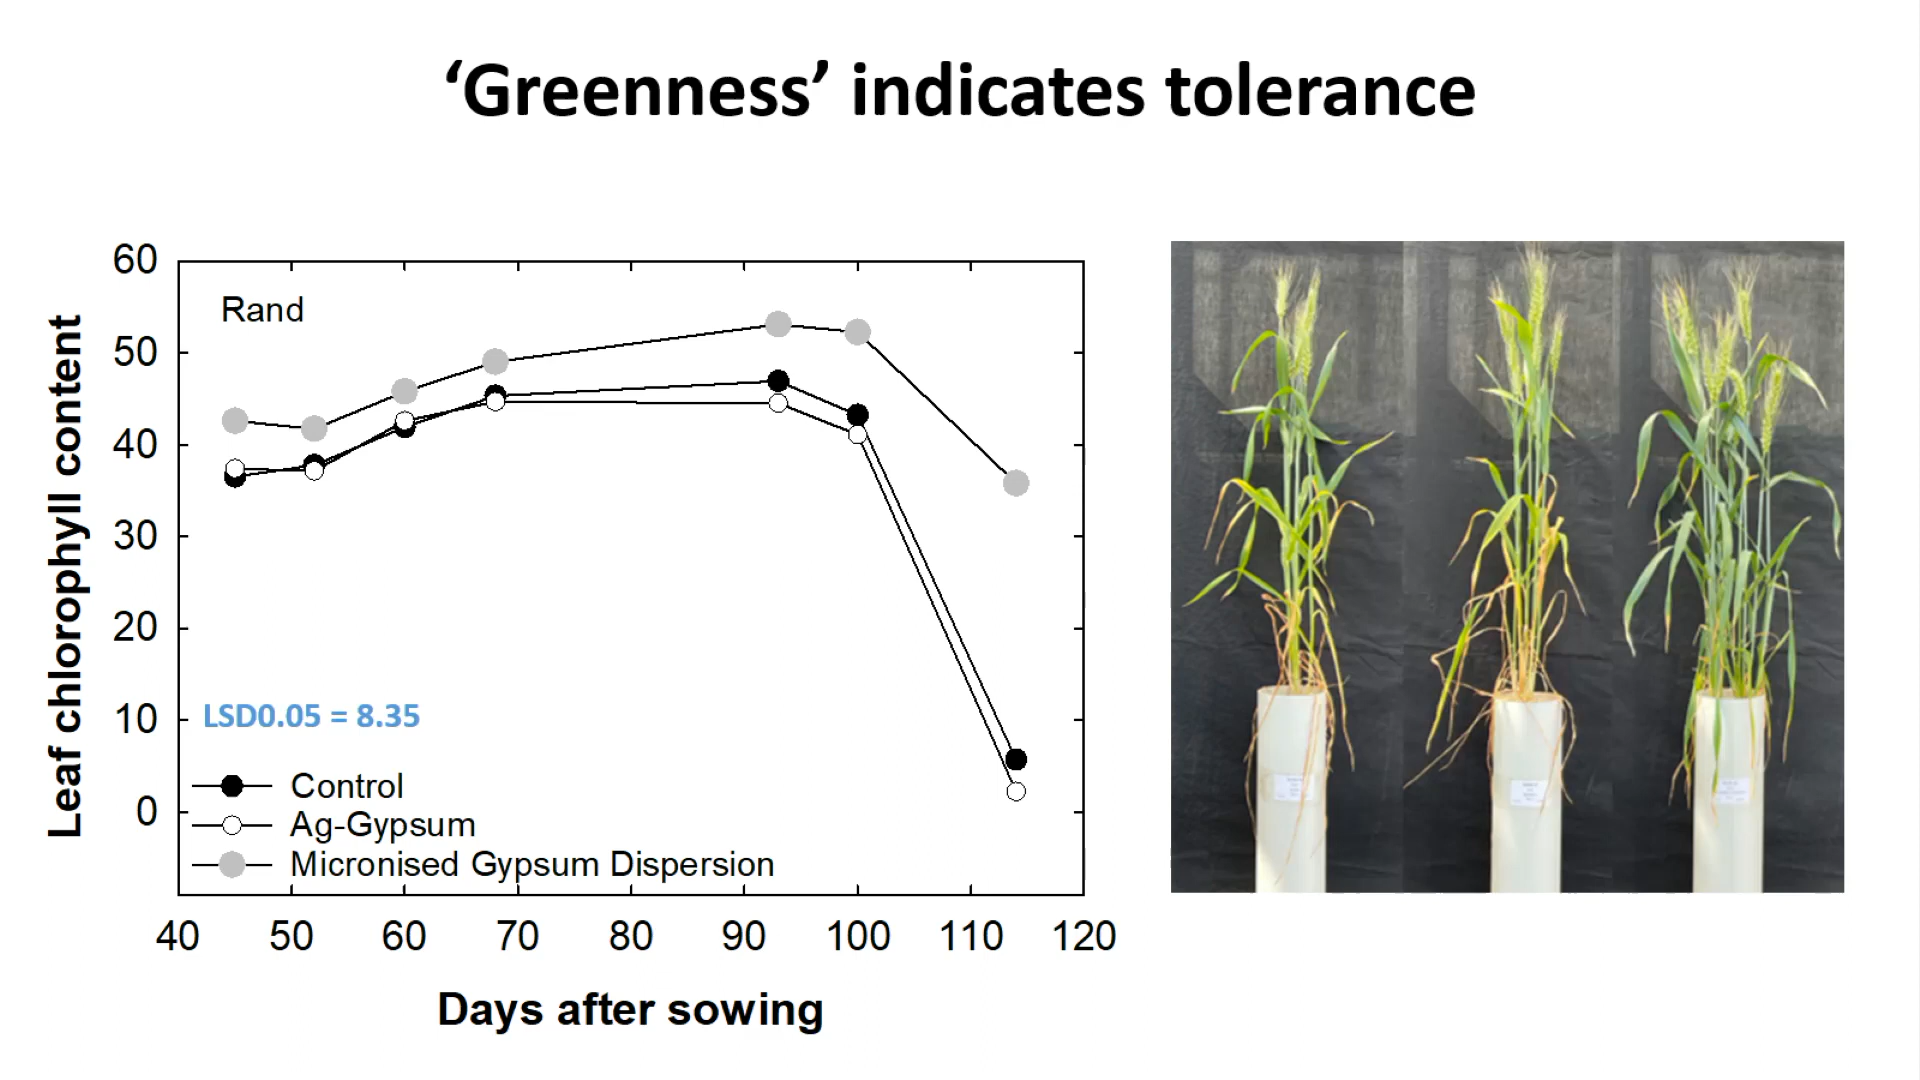 ‘Greenness’ indicates tolerance
60
50
40
30
20
10
0
Leaf chlorophyll content
Rand
LSD0.05 = 8.35
Control
Ag-Gypsum
Micronised Gypsum Dispersion
40 50 60 70 80 90 100 110 120
Days after sowing